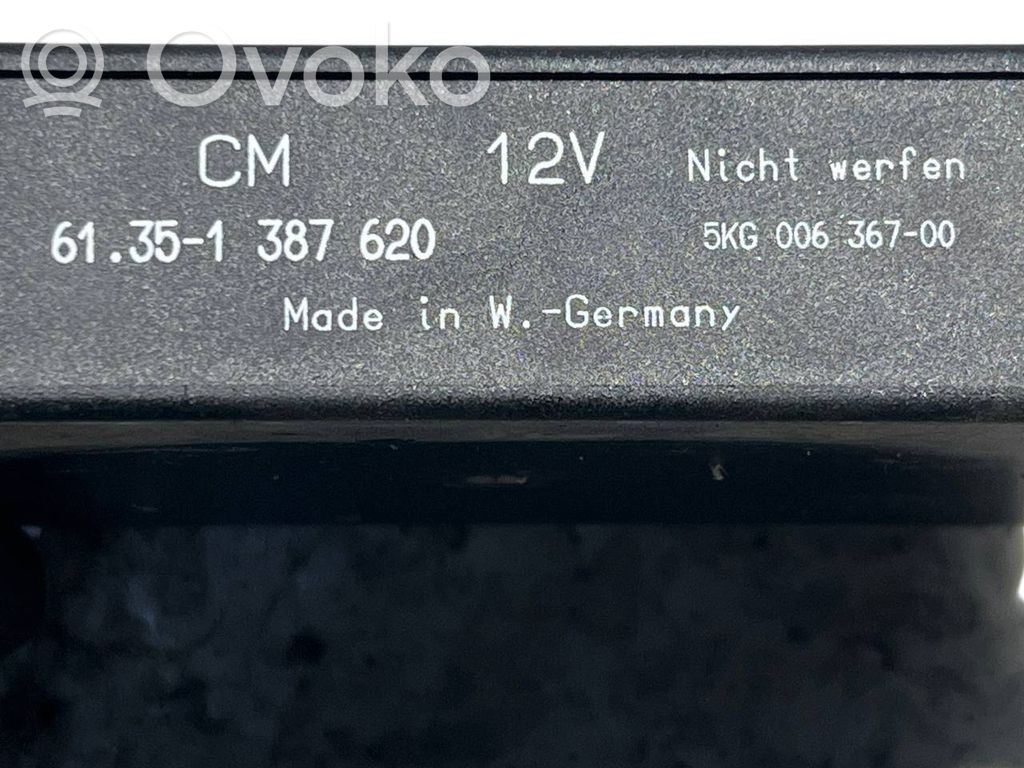 Ovoko
CM 12V Nicht werfen
61.35-1 387 620 5KG 006 367-00
Made in W.-Germany